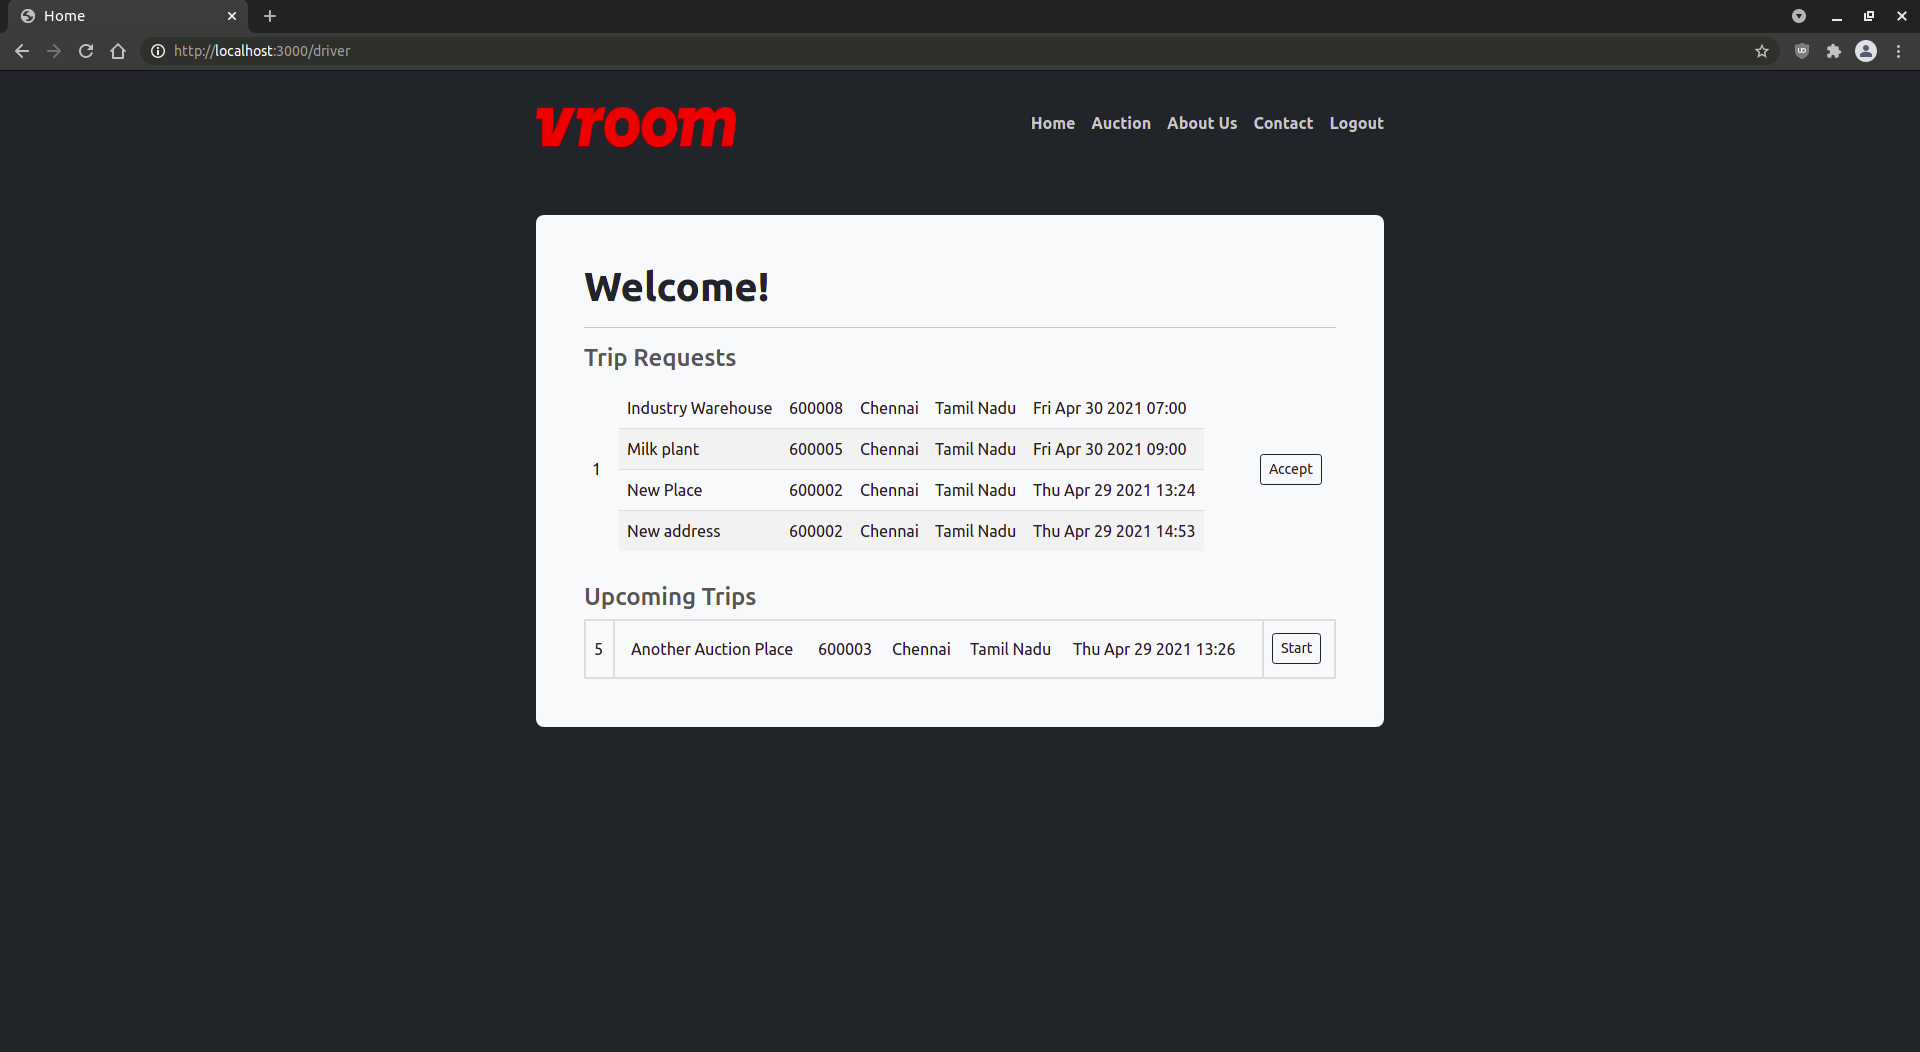 Home
http://localhost:3000/driver
vroom
Home Auction About Us Contact Logout
Welcome!
Trip Requests
Industry Warehouse 600008 Chennai Tamil Nadu Fri Apr 30 2021 07:00
Milk plant 600005 Chennai Tamil Nadu Fri Apr 30 2021 09:00
1 Accept
New Place 600002 Chennai Tamil Nadu Thu Apr 29 2021 13:24
New address 600002 Chennai Tamil Nadu Thu Apr 29 2021 14:53
Upcoming Trips
5 Another Auction Place 600003 Chennai Tamil Nadu Thu Apr 29 2021 13:26 Start